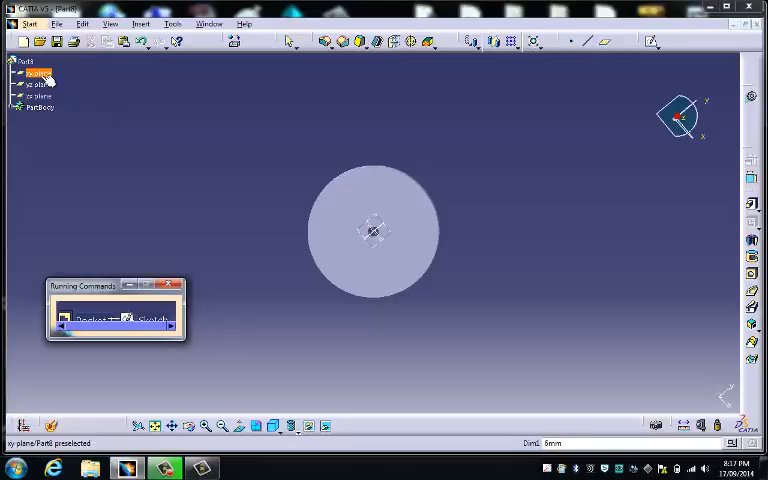 CATIA V5 - [Part8]
Start File Edit View Insert Tools Window Help
Part8
xy plane
yz plane
zx plane
PartBody
y
x
z
Running Commands
Pocket Sketch
xy plane/Part8 preselected
Dim1 6mm
CATIA
8:17 PM
17/09/2014